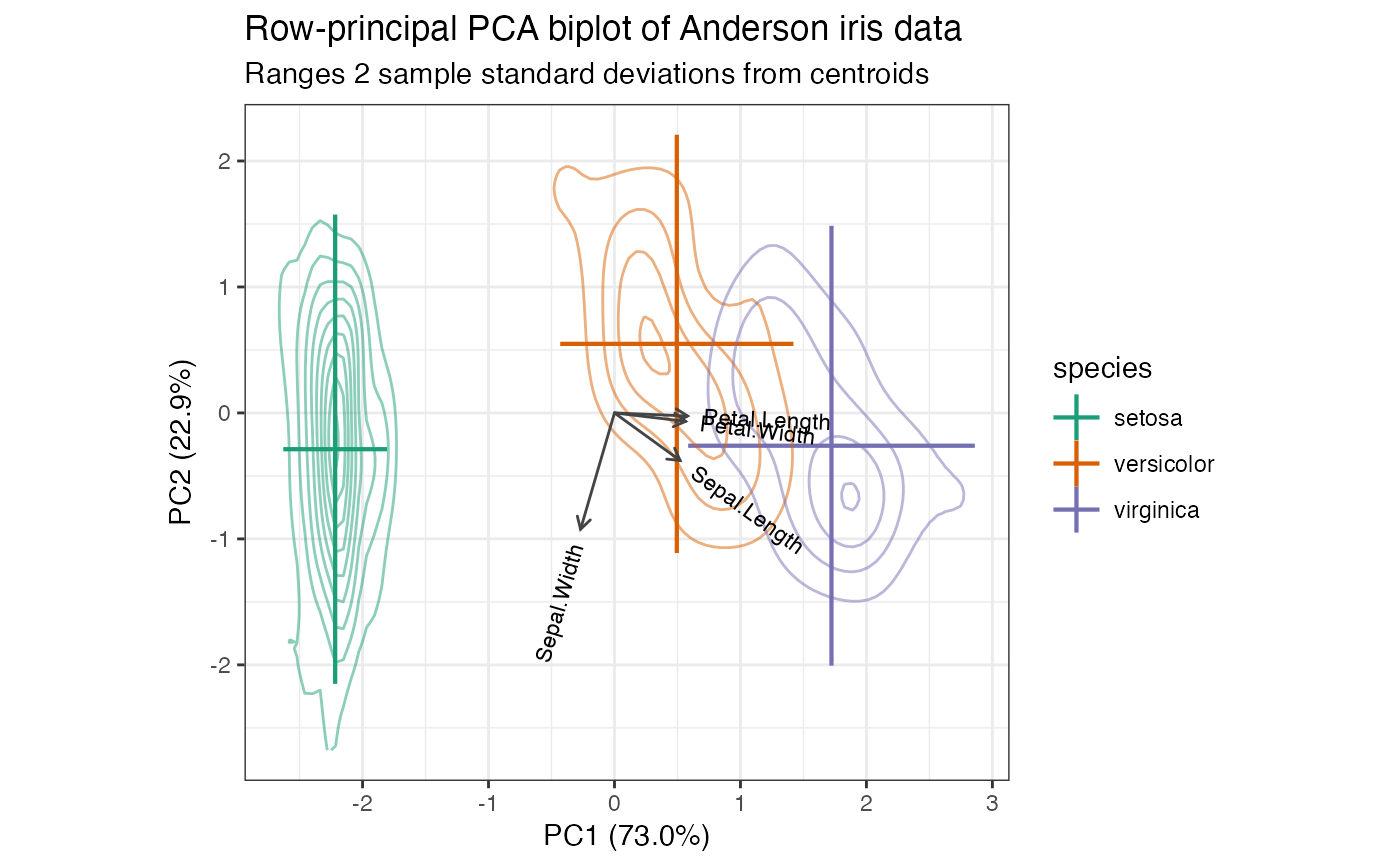 Row-principal PCA biplot of Anderson iris data
Ranges 2 sample standard deviations from centroids
2
1
0
-1
-2
PC2 (22.9%)
Petal.Length
Petal.Width
Sepal.Length
Sepal.Width
-2
-1
0
1
2
3
PC1 (73.0%)
species
setosa
versicolor
virginica